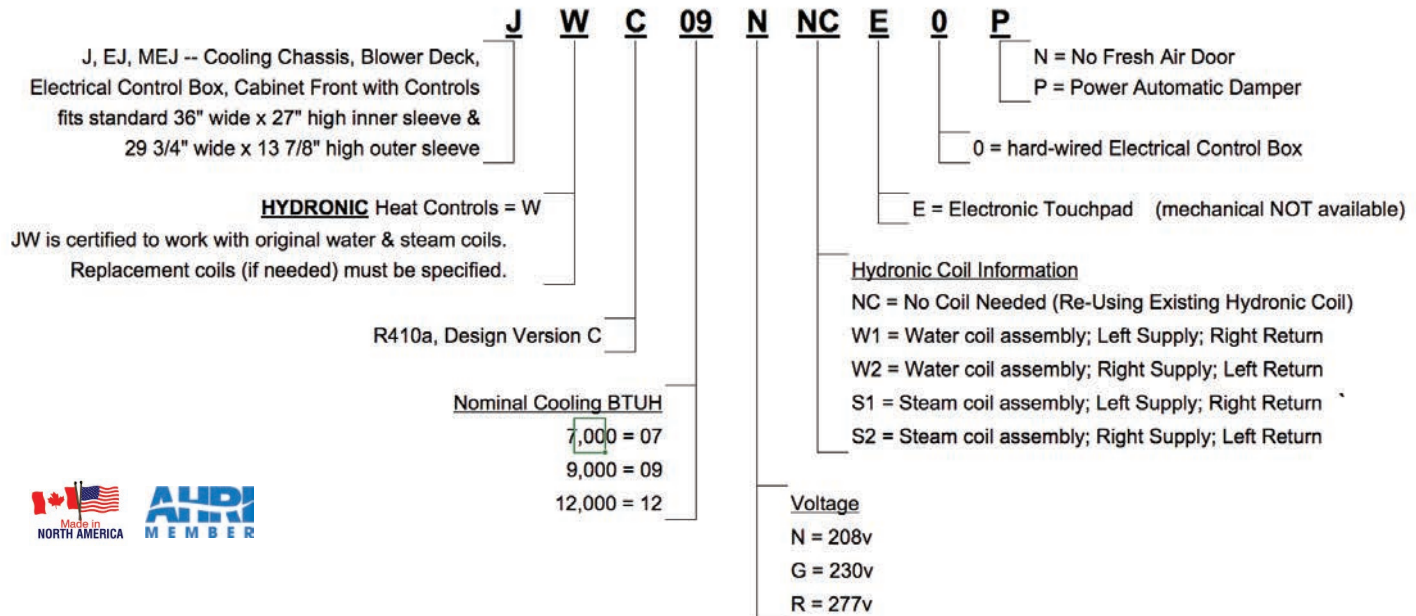 J W C 09 N NC E 0 P
J, EJ, MEJ -- Cooling Chassis, Blower Deck,
Electrical Control Box, Cabinet Front with Controls
fits standard 36" wide x 27" high inner sleeve &
29 3/4" wide x 13 7/8" high outer sleeve
N = No Fresh Air Door
P = Power Automatic Damper
0 = hard-wired Electrical Control Box
HYDRONIC Heat Controls = W
JW is certified to work with original water & steam coils.
Replacement coils (if needed) must be specified.
E = Electronic Touchpad (mechanical NOT available)
Hydronic Coil Information
NC = No Coil Needed (Re-Using Existing Hydronic Coil)
W1 = Water coil assembly; Left Supply; Right Return
W2 = Water coil assembly; Right Supply; Left Return
S1 = Steam coil assembly; Left Supply; Right Return `
S2 = Steam coil assembly; Right Supply; Left Return
R410a, Design Version C
Nominal Cooling BTUH
7,000 = 07
9,000 = 09
12,000 = 12
Voltage
N = 208v
G = 230v
R = 277v
Made in
NORTH AMERICA
AHRI
MEMBER